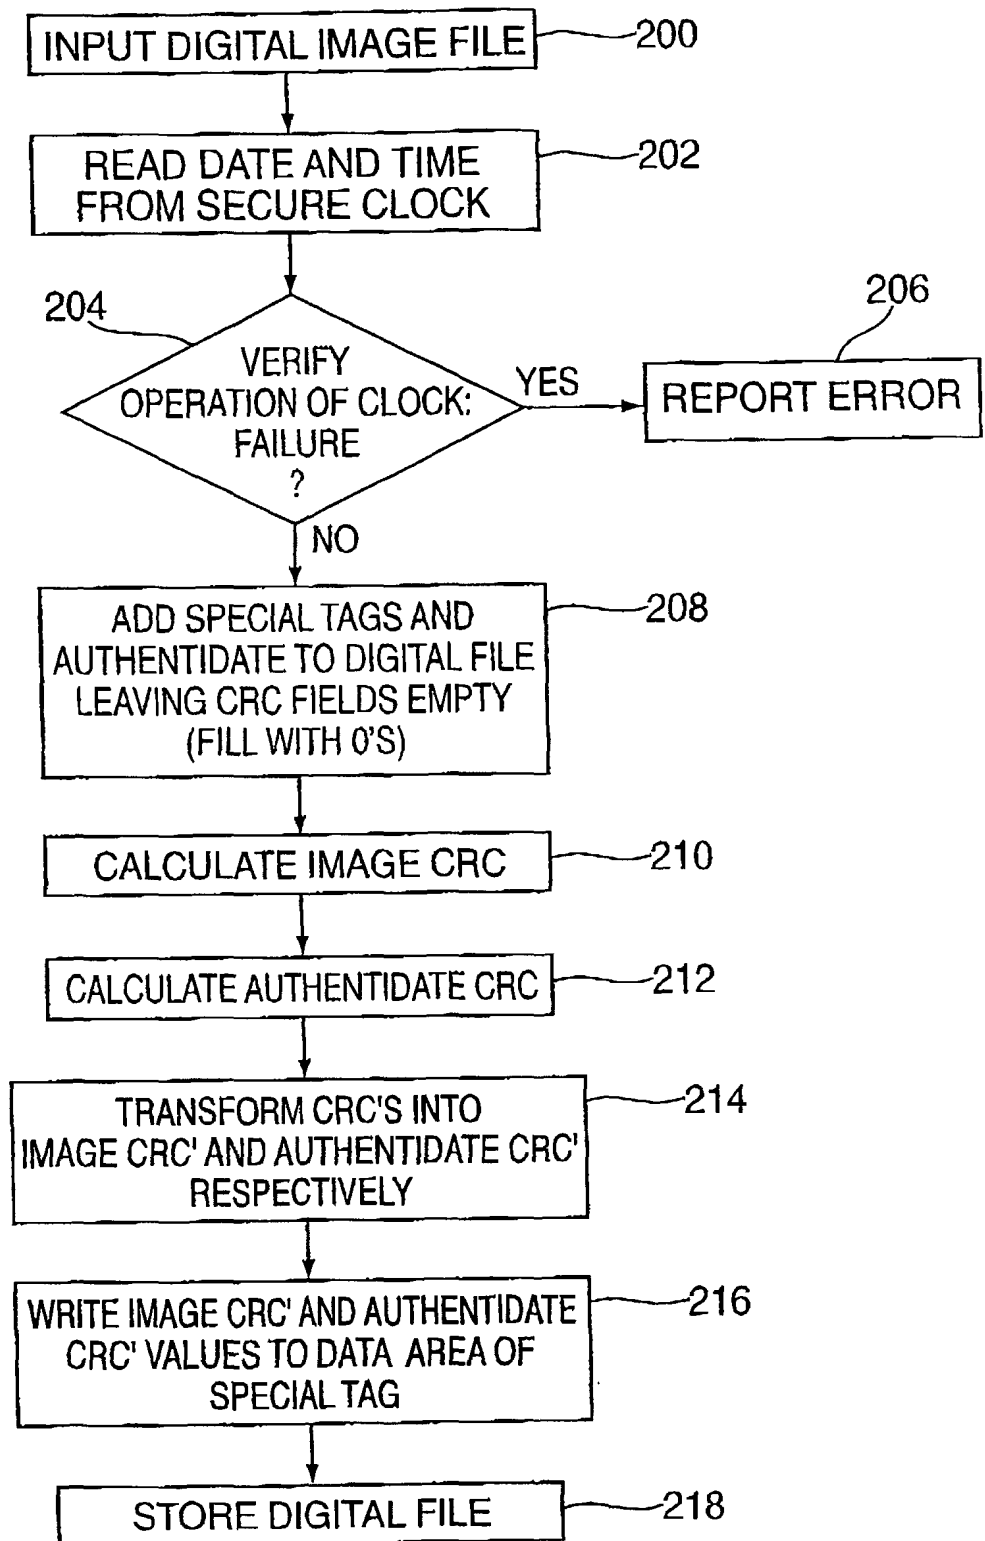 INPUT DIGITAL IMAGE FILE
200
READ DATE AND TIME
FROM SECURE CLOCK
202
204
VERIFY
OPERATION OF CLOCK:
FAILURE
?
YES
206
REPORT ERROR
NO
ADD SPECIAL TAGS AND
AUTHENTIDATE TO DIGITAL FILE
LEAVING CRC FIELDS EMPTY
(FILL WITH 0'S)
208
CALCULATE IMAGE CRC
210
CALCULATE AUTHENTIDATE CRC
212
TRANSFORM CRC'S INTO
IMAGE CRC' AND AUTHENTIDATE CRC'
RESPECTIVELY
214
WRITE IMAGE CRC' AND AUTHENTIDATE
CRC' VALUES TO DATA AREA OF
SPECIAL TAG
216
STORE DIGITAL FILE
218